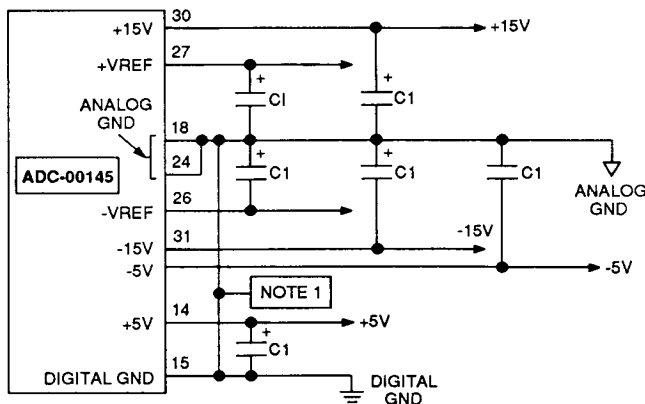 30
+15V
+15V
27
+VREF
+
CI
+
C1
ANALOG
GND
18
24
ADC-00145
+
C1
+
C1
C1
ANALOG
GND
26
-VREF
31
-15V
-15V
-5V
-5V
NOTE 1
14
+5V
+5V
+
C1
15
DIGITAL GND
DIGITAL
GND